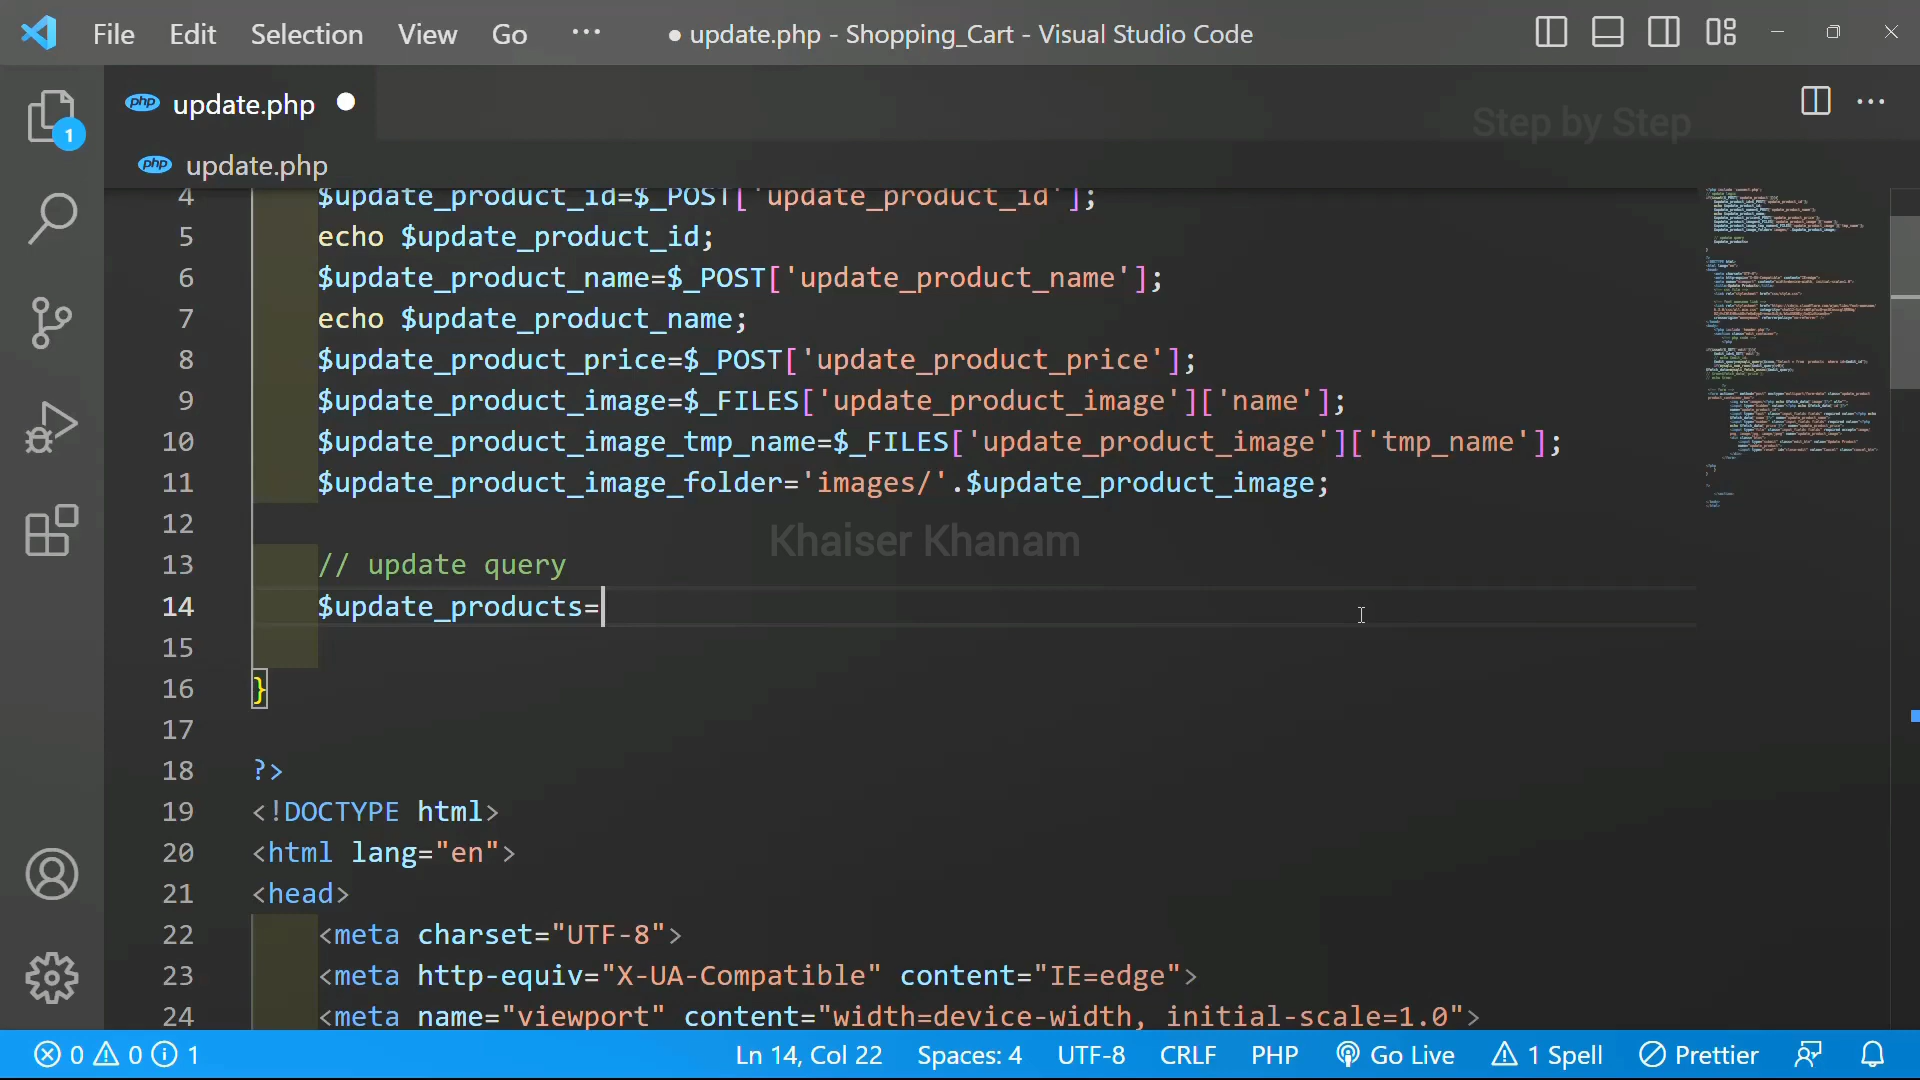 File Edit Selection View Go ··· ● update.php - Shopping_Cart - Visual Studio Code
php update.php ●
Step by Step
php update.php
4 $update_product_id=$_POST['update_product_id'];
5 echo $update_product_id;
6 $update_product_name=$_POST['update_product_name'];
7 echo $update_product_name;
8 $update_product_price=$_POST['update_product_price'];
9 $update_product_image=$_FILES['update_product_image']['name'];
10 $update_product_image_tmp_name=$_FILES['update_product_image']['tmp_name'];
11 $update_product_image_folder='images/'.$update_product_image;
12
Khaiser Khanam
13 // update query
14 $update_products=
15
16 }
17
18 ?>
19 <!DOCTYPE html>
20 <html lang="en">
21 <head>
22 <meta charset="UTF-8">
23 <meta http-equiv="X-UA-Compatible" content="IE=edge">
24 <meta name="viewport" content="width=device-width, initial-scale=1.0">
1
0 0 1 Ln 14, Col 22 Spaces: 4 UTF-8 CRLF PHP Go Live 1 Spell Prettier